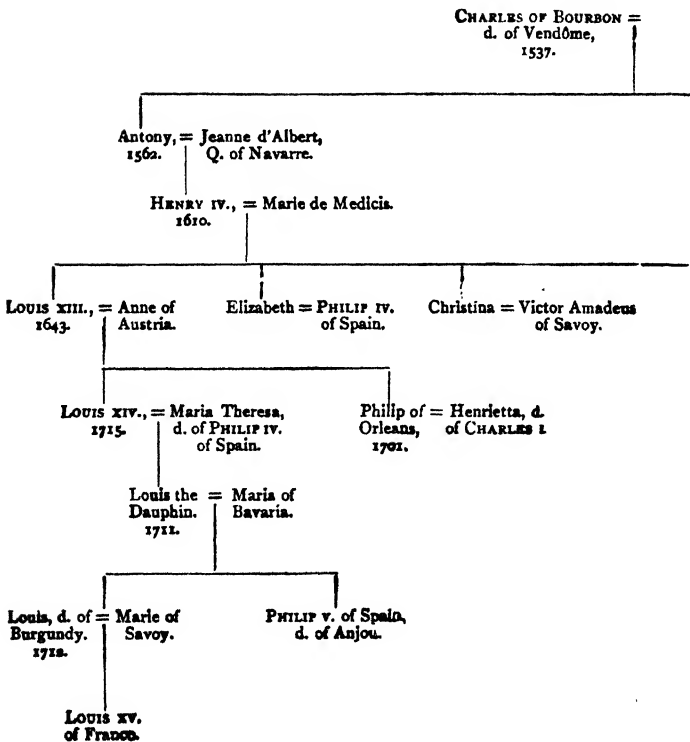 CHARLES OF BOURBON =
d. of Vendôme,
1537.
Antony, = Jeanne d'Albert,
1562. Q. of Navarre.
HENRY IV., = Marie de Medicis.
1610.
LOUIS XIII., = Anne of
1643. Austria.
Elizabeth = PHILIP IV.
of Spain.
Christina = Victor Amadeus
of Savoy.
LOUIS XIV., = Maria Theresa,
1715. d. of PHILIP IV.
of Spain.
Philip of = Henrietta, d.
Orleans, of CHARLES I.
1701.
Louis the = Maria of
Dauphin. Bavaria.
1711.
Louis, d. of = Marie of
Burgundy. Savoy.
1712.
PHILIP V. of Spain,
d. of Anjou.
LOUIS XV.
of France.